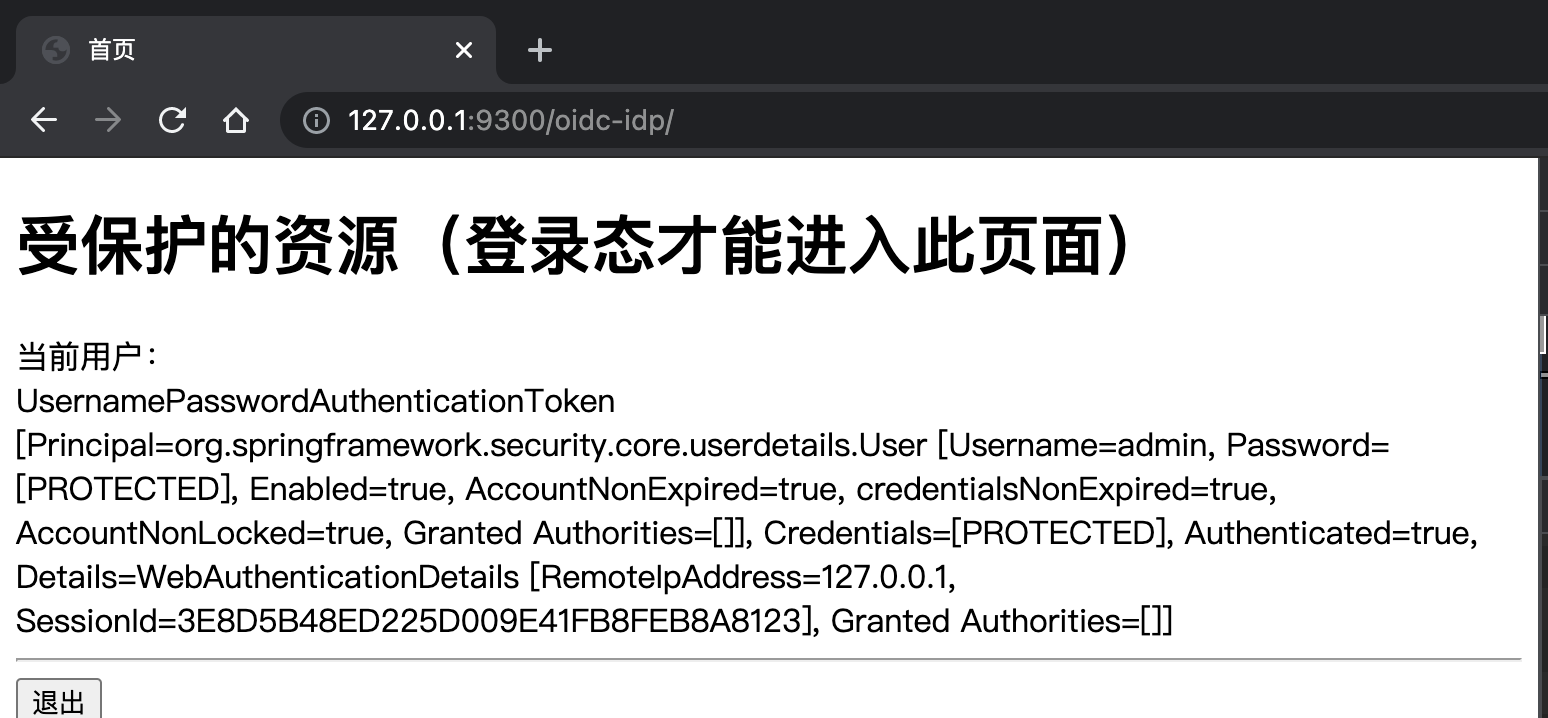 首页
127.0.0.1:9300/oidc-idp/
受保护的资源（登录态才能进入此页面）
当前用户：
UsernamePasswordAuthenticationToken
[Principal=org.springframework.security.core.userdetails.User [Username=admin, Password=
[PROTECTED], Enabled=true, AccountNonExpired=true, credentialsNonExpired=true,
AccountNonLocked=true, Granted Authorities=[]], Credentials=[PROTECTED], Authenticated=true,
Details=WebAuthenticationDetails [RemoteIpAddress=127.0.0.1,
SessionId=3E8D5B48ED225D009E41FB8FEB8A8123], Granted Authorities=[]]
退出